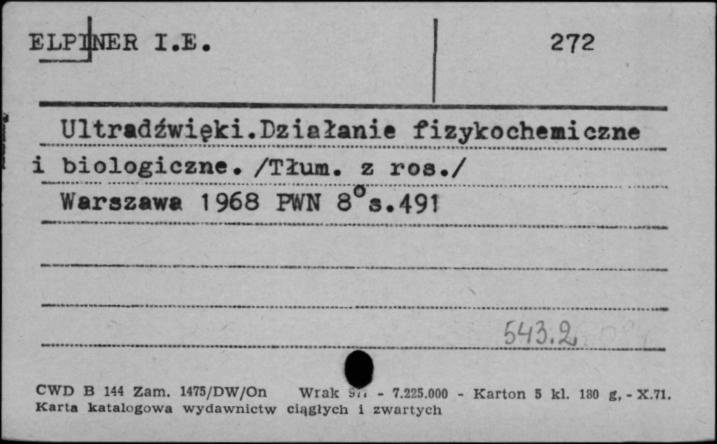 ELPINER I.E.
272
Ultradźwięki.Działanie fizykochemiczne
i biologiczne. /Tłum. z ros./
Warszawa 1968 PWN 8° s.491
543.2
CWD B 144 Zam. 1475/DW/On Wrak - 7.225.000 - Karton 5 kl. 180 g. - X.71.
Karta katalogowa wydawnictw ciągłych i zwartych